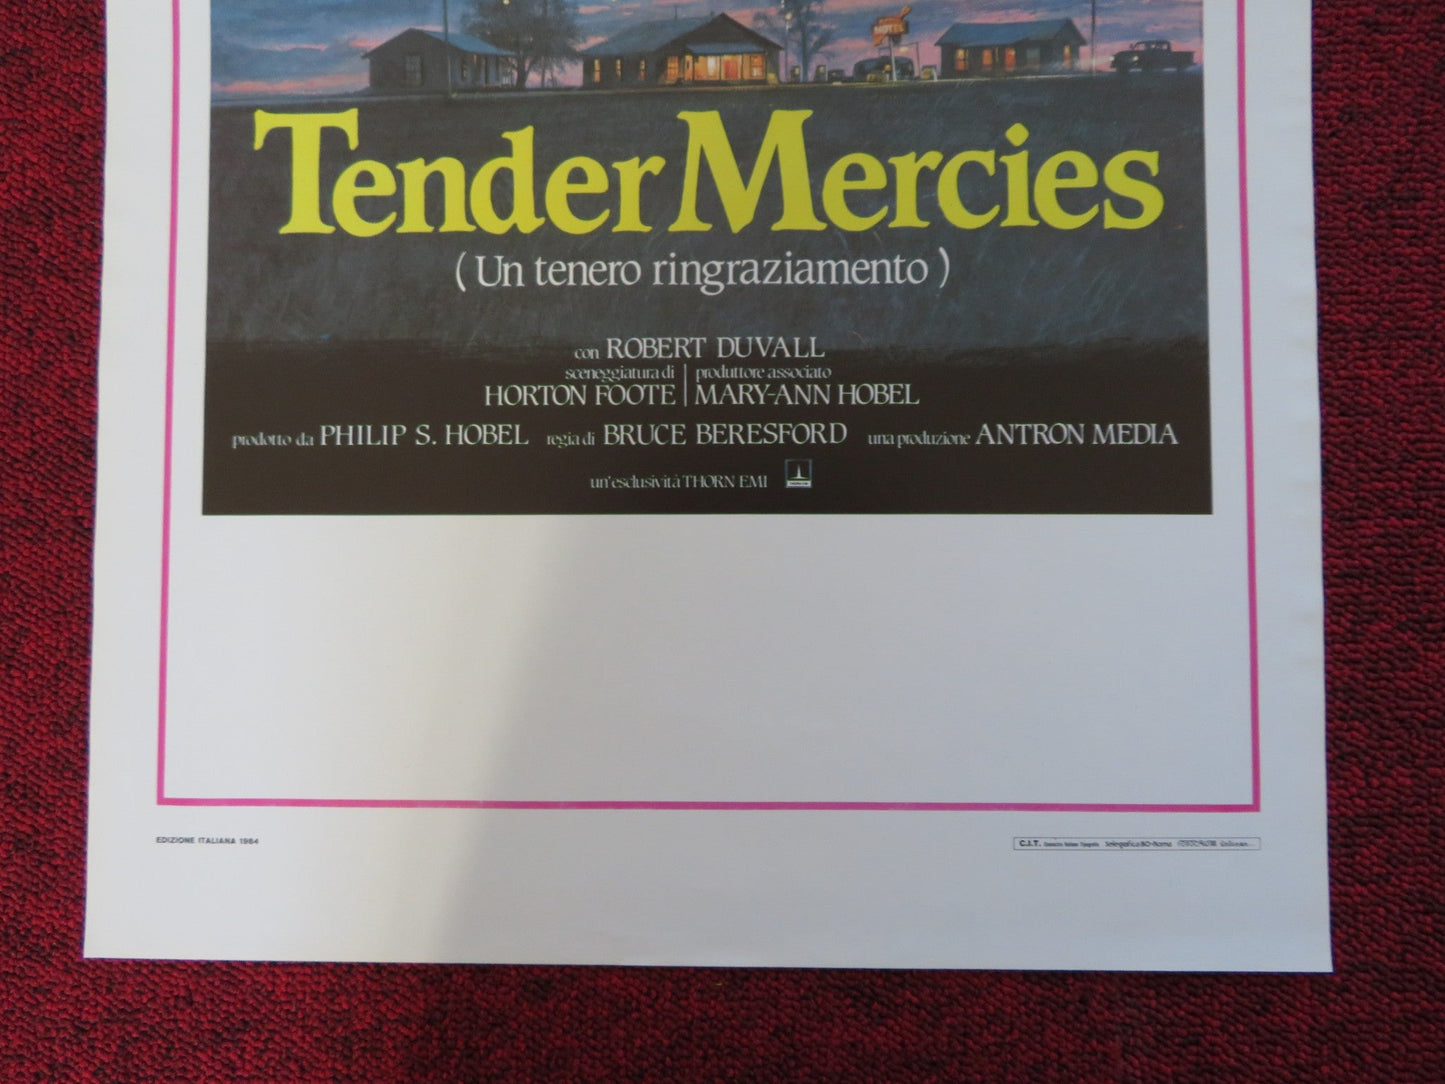 MOTEL
Tender Mercies
(Un tenero ringraziamento)
con ROBERT DUVALL
sceneggiatura di HORTON FOOTE | produttore associato MARY-ANN HOBEL
prodotto da PHILIP S. HOBEL regia di BRUCE BERESFORD una produzione ANTRON MEDIA
un'esclusività THORN EMI
EDIZIONE ITALIANA 1984
C.I.T.